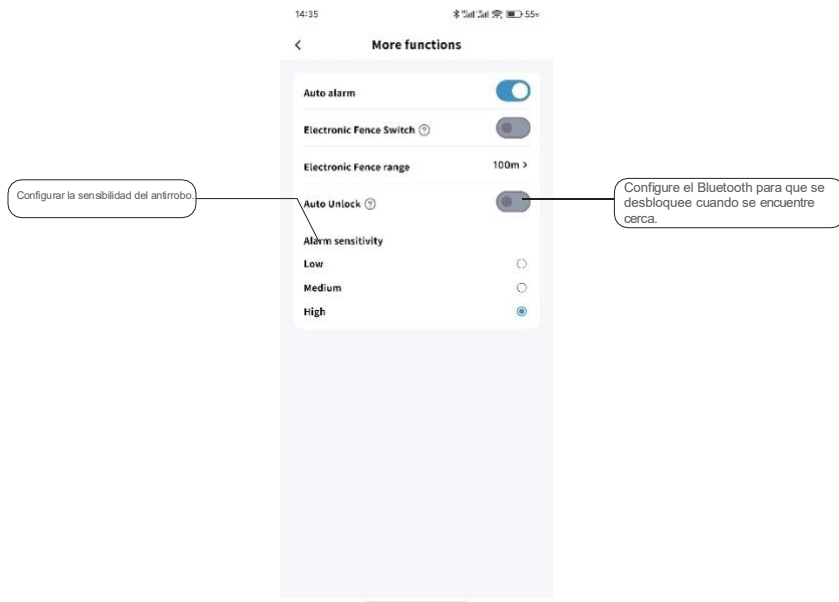 14:35
55
More functions
Auto alarm
Electronic Fence Switch
Electronic Fence range 100m >
Configurar la sensibilidad del antirrobo.
Auto Unlock
Configure el Bluetooth para que se
desbloquee cuando se encuentre
cerca.
Alarm sensitivity
Low
Medium
High